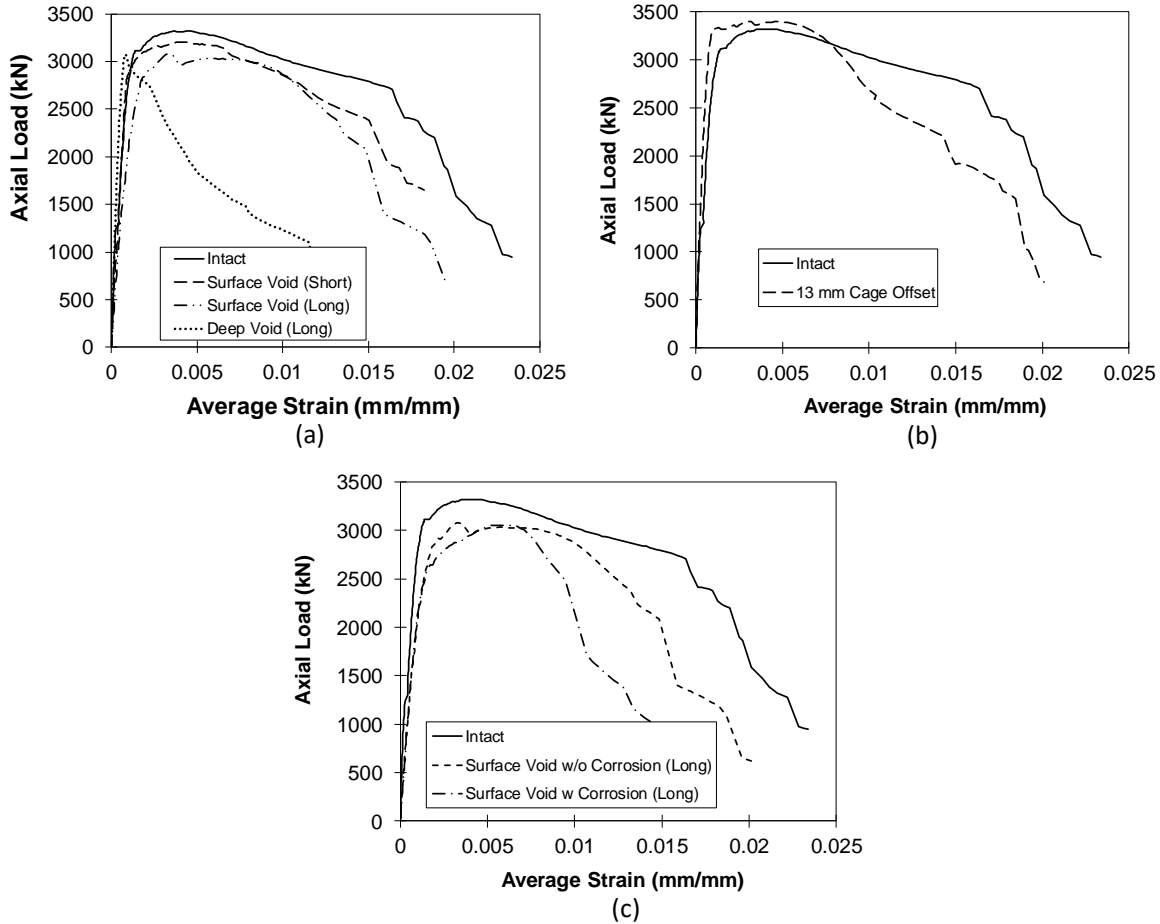 3500
3000
2500
2000
1500
1000
500
0
Axial Load (kN)
Intact
Surface Void (Short)
Surface Void (Long)
Deep Void (Long)
0 0.005 0.01 0.015 0.02 0.025
Average Strain (mm/mm)
(a)
3500
3000
2500
2000
1500
1000
500
0
Axial Load (kN)
Intact
13 mm Cage Offset
0 0.005 0.01 0.015 0.02 0.025
Average Strain (mm/mm)
(b)
3500
3000
2500
2000
1500
1000
500
0
Axial Load (kN)
Intact
Surface Void w/o Corrosion (Long)
Surface Void w Corrosion (Long)
0 0.005 0.01 0.015 0.02 0.025
Average Strain (mm/mm)
(c)